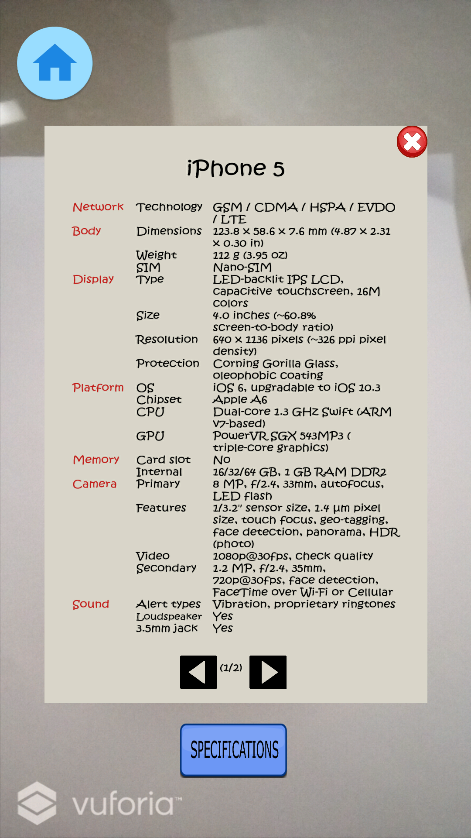 iPhone 5
Network Technology GSM / CDMA / HSPA / EVDO
/ LTE
Body Dimensions 123.8 x 58.6 x 7.6 mm (4.87 x 2.31
x 0.30 in)
Weight 112 g (3.95 oz)
SIM Nano-SIM
Display Type LED-backlit IPS LCD,
capacitive touchscreen, 16M
colors
Size 4.0 inches (~60.8%
screen-to-body ratio)
Resolution 640 x 1136 pixels (~326 ppi pixel
density)
Protection Corning Gorilla Glass,
oleophobic coating
Platform OS iOS 6, upgradable to iOS 10.3
Chipset Apple A6
CPU Dual-core 1.3 GHz Swift (ARM
v7-based)
GPU PowerVR SGX 543MP3 (
triple-core graphics)
Memory Card slot No
Internal 16/32/64 GB, 1 GB RAM DDR2
Camera Primary 8 MP, f/2.4, 33mm, autofocus,
LED flash
Features 1/3.2" sensor size, 1.4 µm pixel
size, touch focus, geo-tagging,
face detection, panorama, HDR
(photo)
Video 1080p@30fps, check quality
Secondary 1.2 MP, f/2.4, 35mm,
720p@30fps, face detection,
FaceTime over Wi-Fi or Cellular
Sound Alert types Vibration, proprietary ringtones
Loudspeaker Yes
3.5mm jack Yes
(1/2)
SPECIFICATIONS
vuforia™